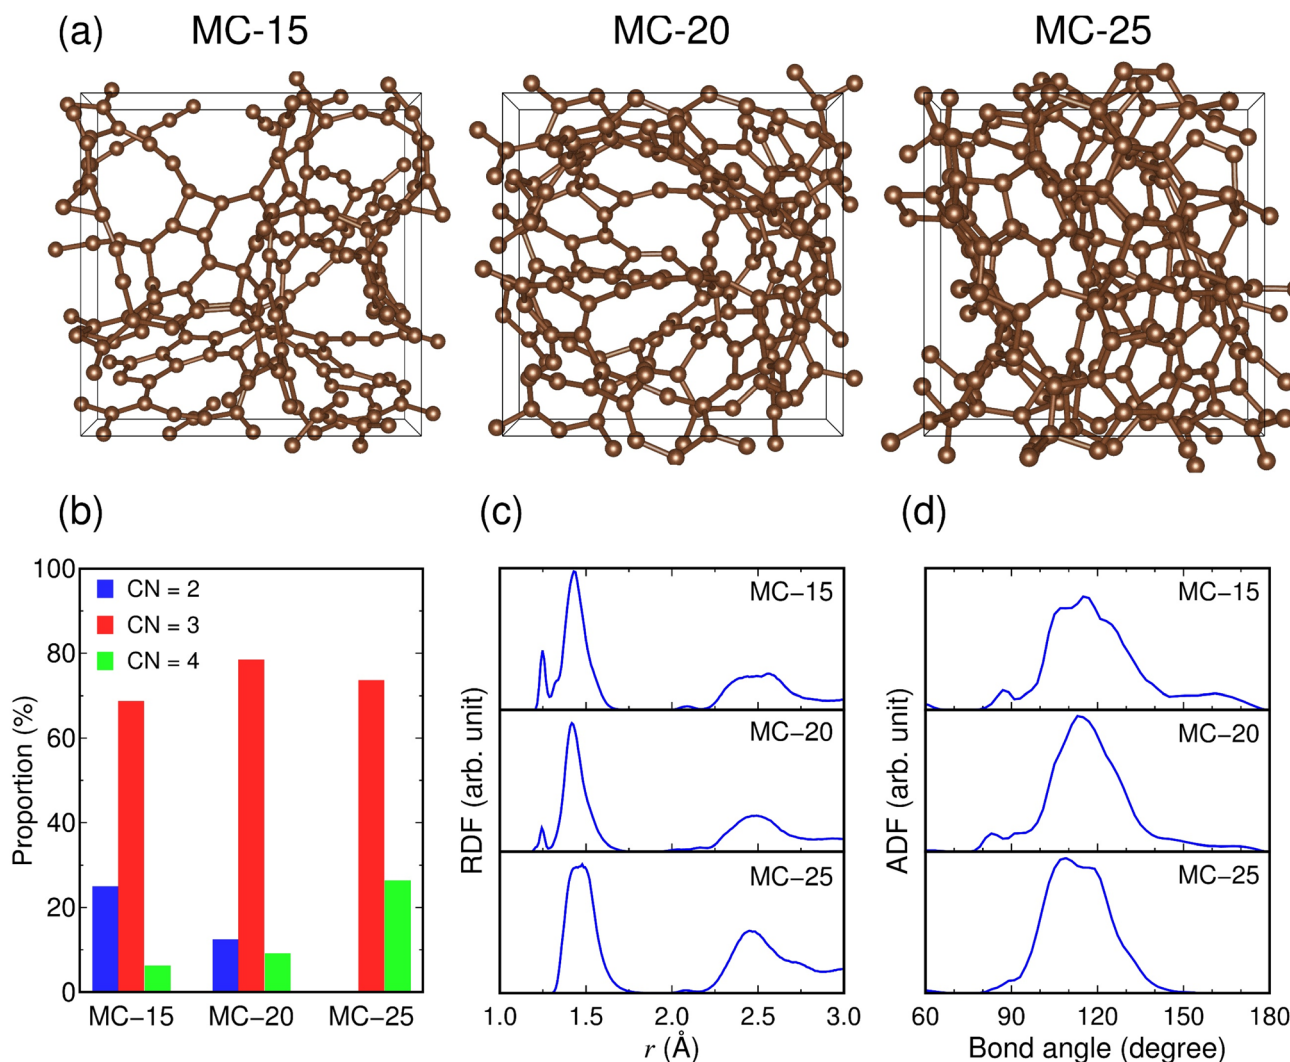 (a) MC-15 MC-20 MC-25
(b) (c) (d)
100
80
60
40
20
0
Proportion (%)
CN = 2
CN = 3
CN = 4
MC−15 MC−20 MC−25
RDF (arb. unit)
MC−15
MC−20
MC−25
1.0 1.5 2.0 2.5 3.0
r (Å)
ADF (arb. unit)
MC−15
MC−20
MC−25
60 90 120 150 180
Bond angle (degree)